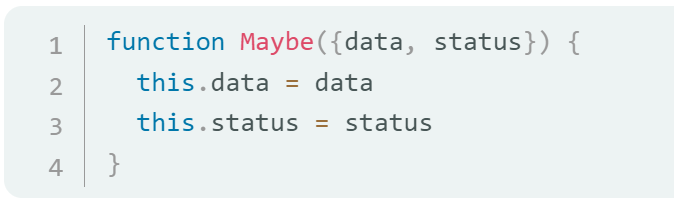 1 function Maybe({data, status}) {
2   this.data = data
3   this.status = status
4 }